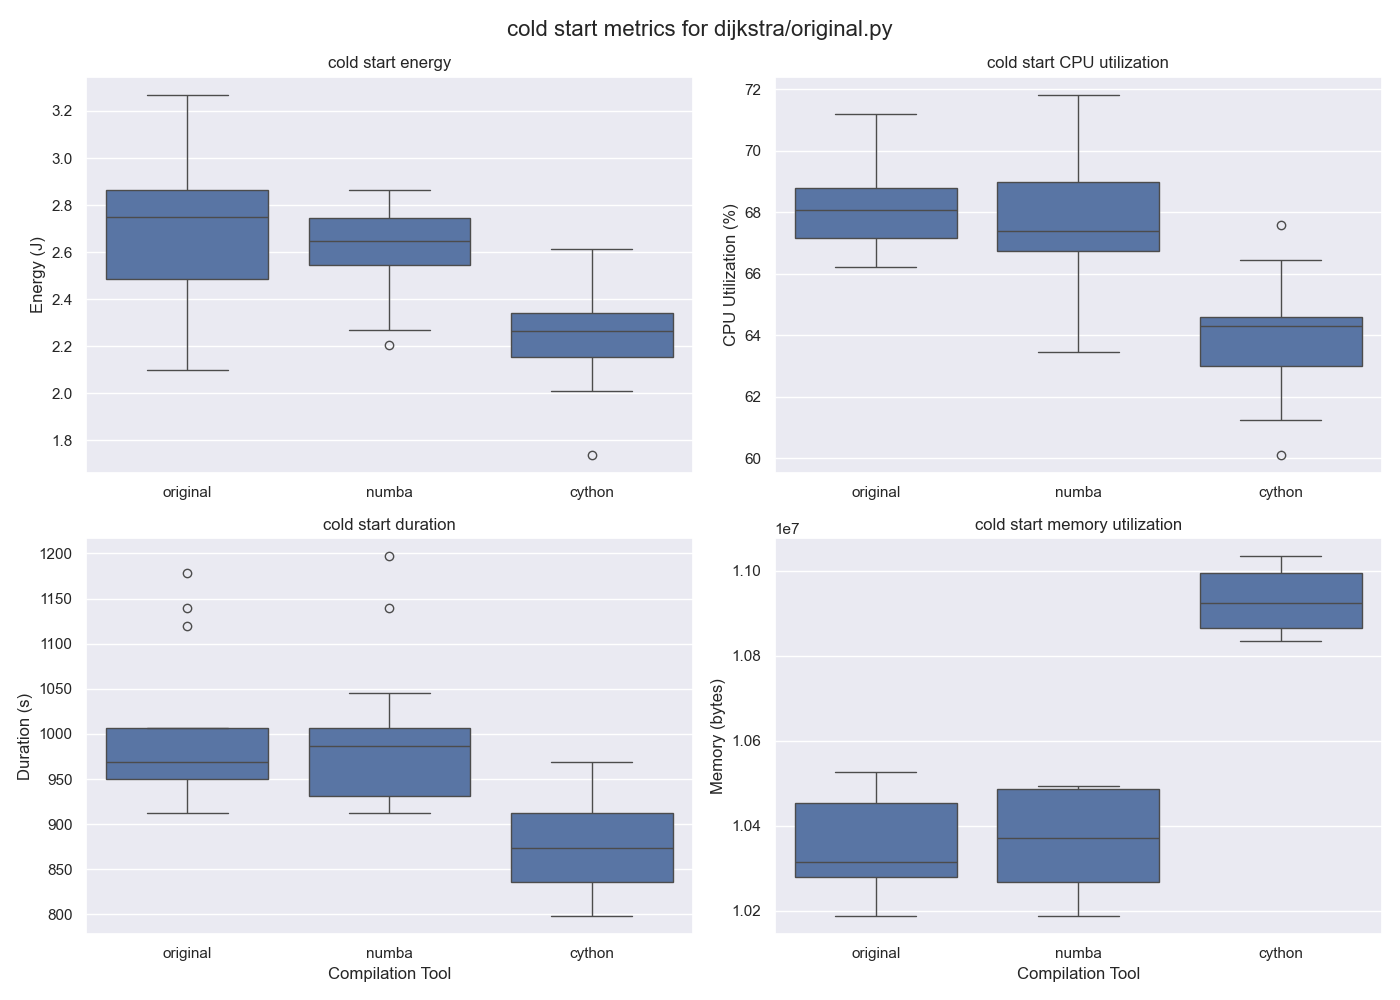 cold start metrics for dijkstra/original.py
cold start energy
Energy (J)
3.2
3.0
2.8
2.6
2.4
2.2
2.0
1.8
original numba cython
cold start CPU utilization
CPU Utilization (%)
72
70
68
66
64
62
60
original numba cython
cold start duration
Duration (s)
1200
1150
1100
1050
1000
950
900
850
800
original numba cython
Compilation Tool
cold start memory utilization
1e7
Memory (bytes)
1.10
1.08
1.06
1.04
1.02
original numba cython
Compilation Tool